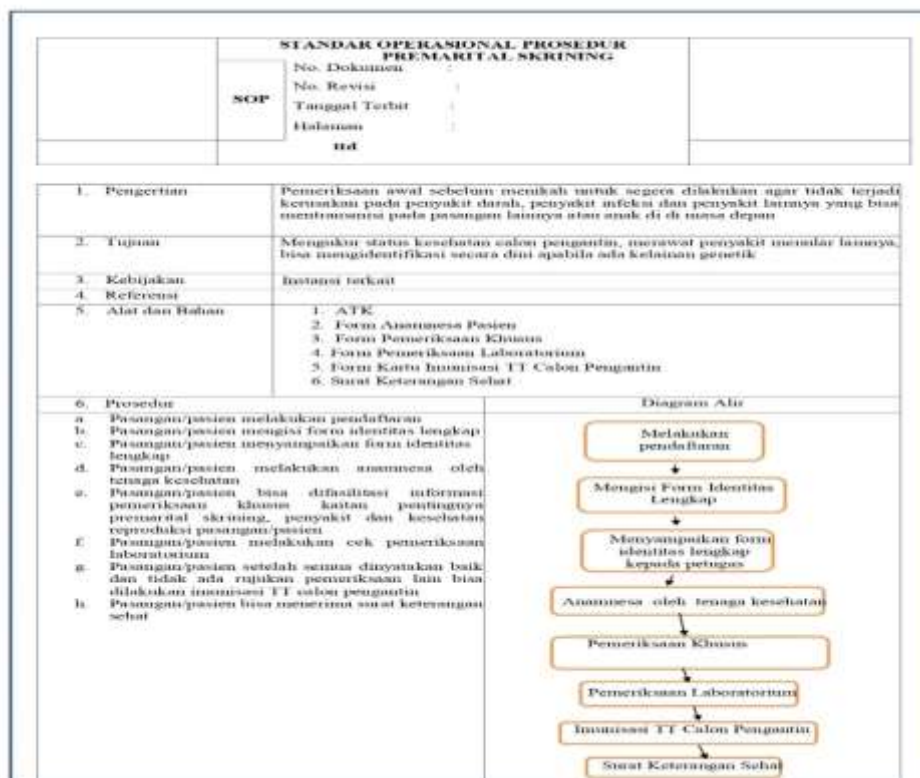 STANDAR OPERASIONAL PROSEDUR
PREMARITAL SKRINING
SOP
No. Dokumen :
No. Revisi :
Tanggal Terbit :
Halaman :
ttd
1. Pengertian
Pemeriksaan awal sebelum menikah untuk segera dilakukan agar tidak terjadi
kerusakan pada penyakit darah, penyakit infeksi dan penyakit lainnya yang bisa
mentransmisi pada pasangan lainnya atau anak di di masa depan
2. Tujuan
Mengukur status kesehatan calon pengantin, merawat penyakit menular lainnya,
bisa mengidentifikasi secara dini apabila ada kelainan genetik
3. Kebijakan
Instansi terkait
4. Referensi
5. Alat dan Bahan
1. ATK
2. Form Anamnesa Pasien
3. Form Pemeriksaan Khusus
4. Form Pemeriksaan Laboratorium
5. Form Kartu Imunisasi TT Calon Pengantin
6. Surat Keterangan Sehat
6. Prosedur
a. Pasangan/pasien melakukan pendaftaran
b. Pasangan/pasien mengisi form identitas lengkap
c. Pasangan/pasien menyampaikan form identitas
lengkap
d. Pasangan/pasien melakukan anamnesa oleh
tenaga kesehatan
e. Pasangan/pasien bisa difasilitasi informasi
pemeriksaan khusus kaitan pentingnya
premarital skrining, penyakit dan kesehatan
reproduksi pasangan/pasien
f. Pasangan/pasien melakukan cek pemeriksaan
laboratorium
g. Pasangan/pasien setelah semua dinyatakan baik
dan tidak ada rujukan pemeriksaan lain bisa
dilakukan imunisasi TT calon pengantin
h. Pasangan/pasien bisa menerima surat keterangan
sehat
Diagram Alir
Melakukan
pendaftaran
Mengisi Form Identitas
Lengkap
Menyampaikan form
identitas lengkap
kepada petugas
Anamnesa oleh tenaga kesehatan
Pemeriksaan Khusus
Pemeriksaan Laboratorium
Imunisasi TT Calon Pengantin
Surat Keterangan Sehat